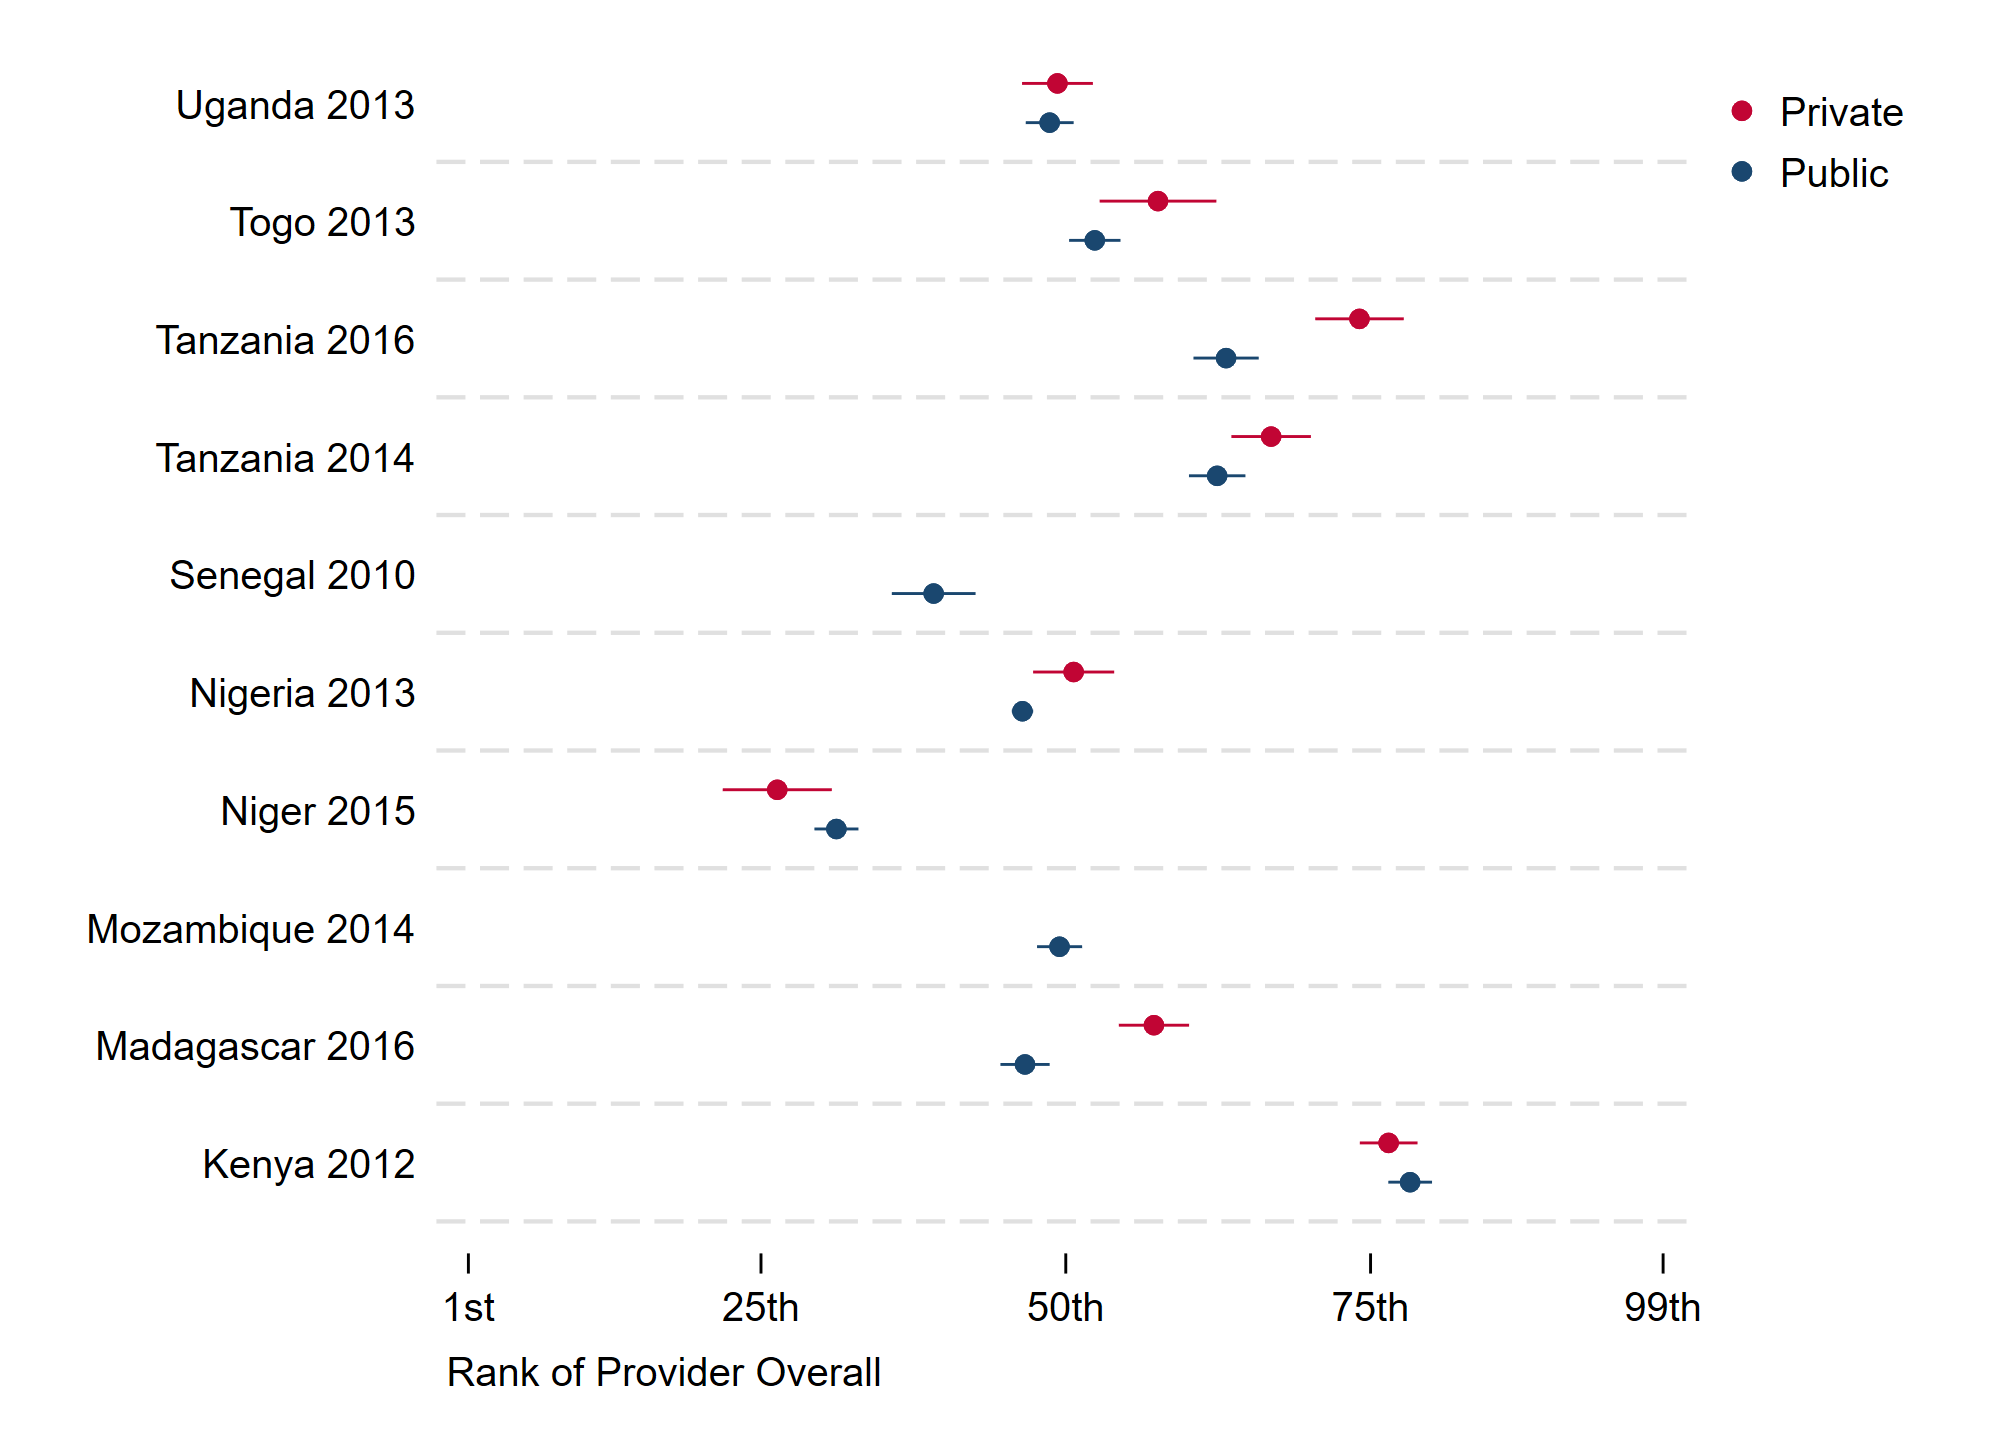 Uganda 2013
Private
Public
Togo 2013
Tanzania 2016
Tanzania 2014
Senegal 2010
Nigeria 2013
Niger 2015
Mozambique 2014
Madagascar 2016
Kenya 2012
1st 25th 50th 75th 99th
Rank of Provider Overall